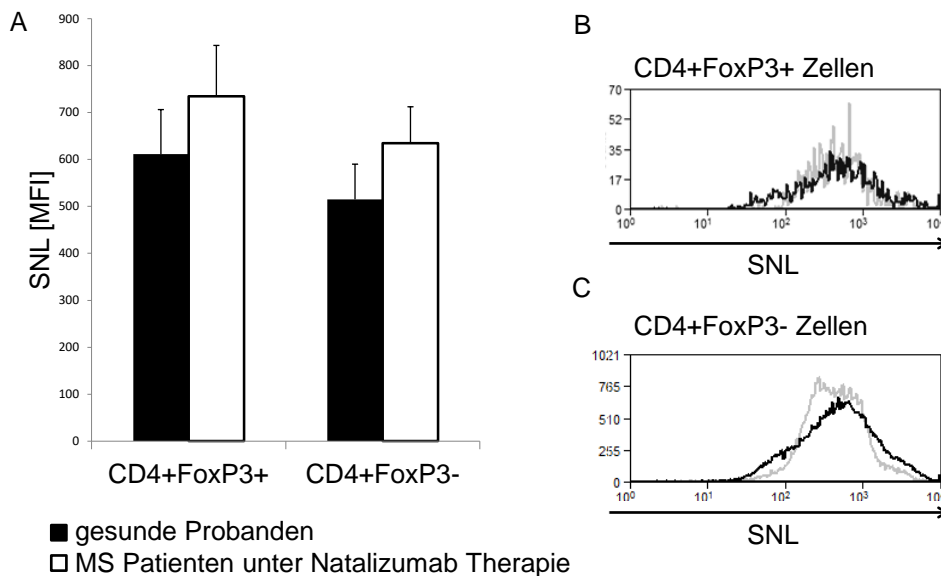 A
SNL [MFI]
900
800
700
600
500
400
300
200
100
0
CD4+FoxP3+ CD4+FoxP3-
gesunde Probanden
MS Patienten unter Natalizumab Therapie
B
CD4+FoxP3+ Zellen
70
52
35
17
0
10⁰ 10¹ 10² 10³
SNL
C
CD4+FoxP3- Zellen
1021
765
510
255
0
10⁰ 10¹ 10² 10³
SNL